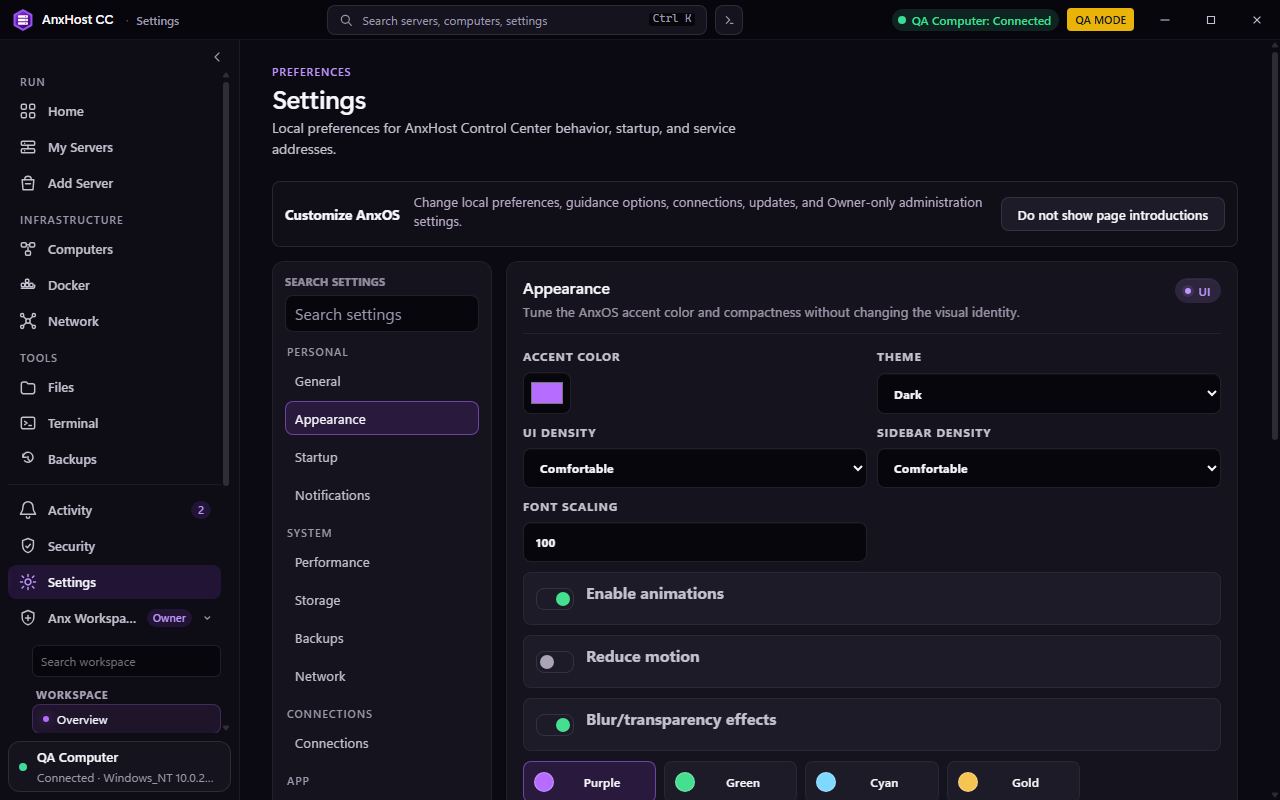 AnxHost CC · Settings
Search servers, computers, settings Ctrl K
QA Computer: Connected
QA MODE
RUN
Home
My Servers
Add Server
INFRASTRUCTURE
Computers
Docker
Network
TOOLS
Files
Terminal
Backups
Activity 2
Security
Settings
Anx Workspa... Owner
Search workspace
WORKSPACE
Overview
QA Computer
Connected · Windows_NT 10.0.2...
PREFERENCES
Settings
Local preferences for AnxHost Control Center behavior, startup, and service
addresses.
Customize AnxOS
Change local preferences, guidance options, connections, updates, and Owner-only administration
settings.
Do not show page introductions
SEARCH SETTINGS
Search settings
PERSONAL
General
Appearance
Startup
Notifications
SYSTEM
Performance
Storage
Backups
Network
CONNECTIONS
Connections
APP
Appearance
UI
Tune the AnxOS accent color and compactness without changing the visual identity.
ACCENT COLOR
THEME
Dark
UI DENSITY
Comfortable
SIDEBAR DENSITY
Comfortable
FONT SCALING
100
Enable animations
Reduce motion
Blur/transparency effects
Purple
Green
Cyan
Gold